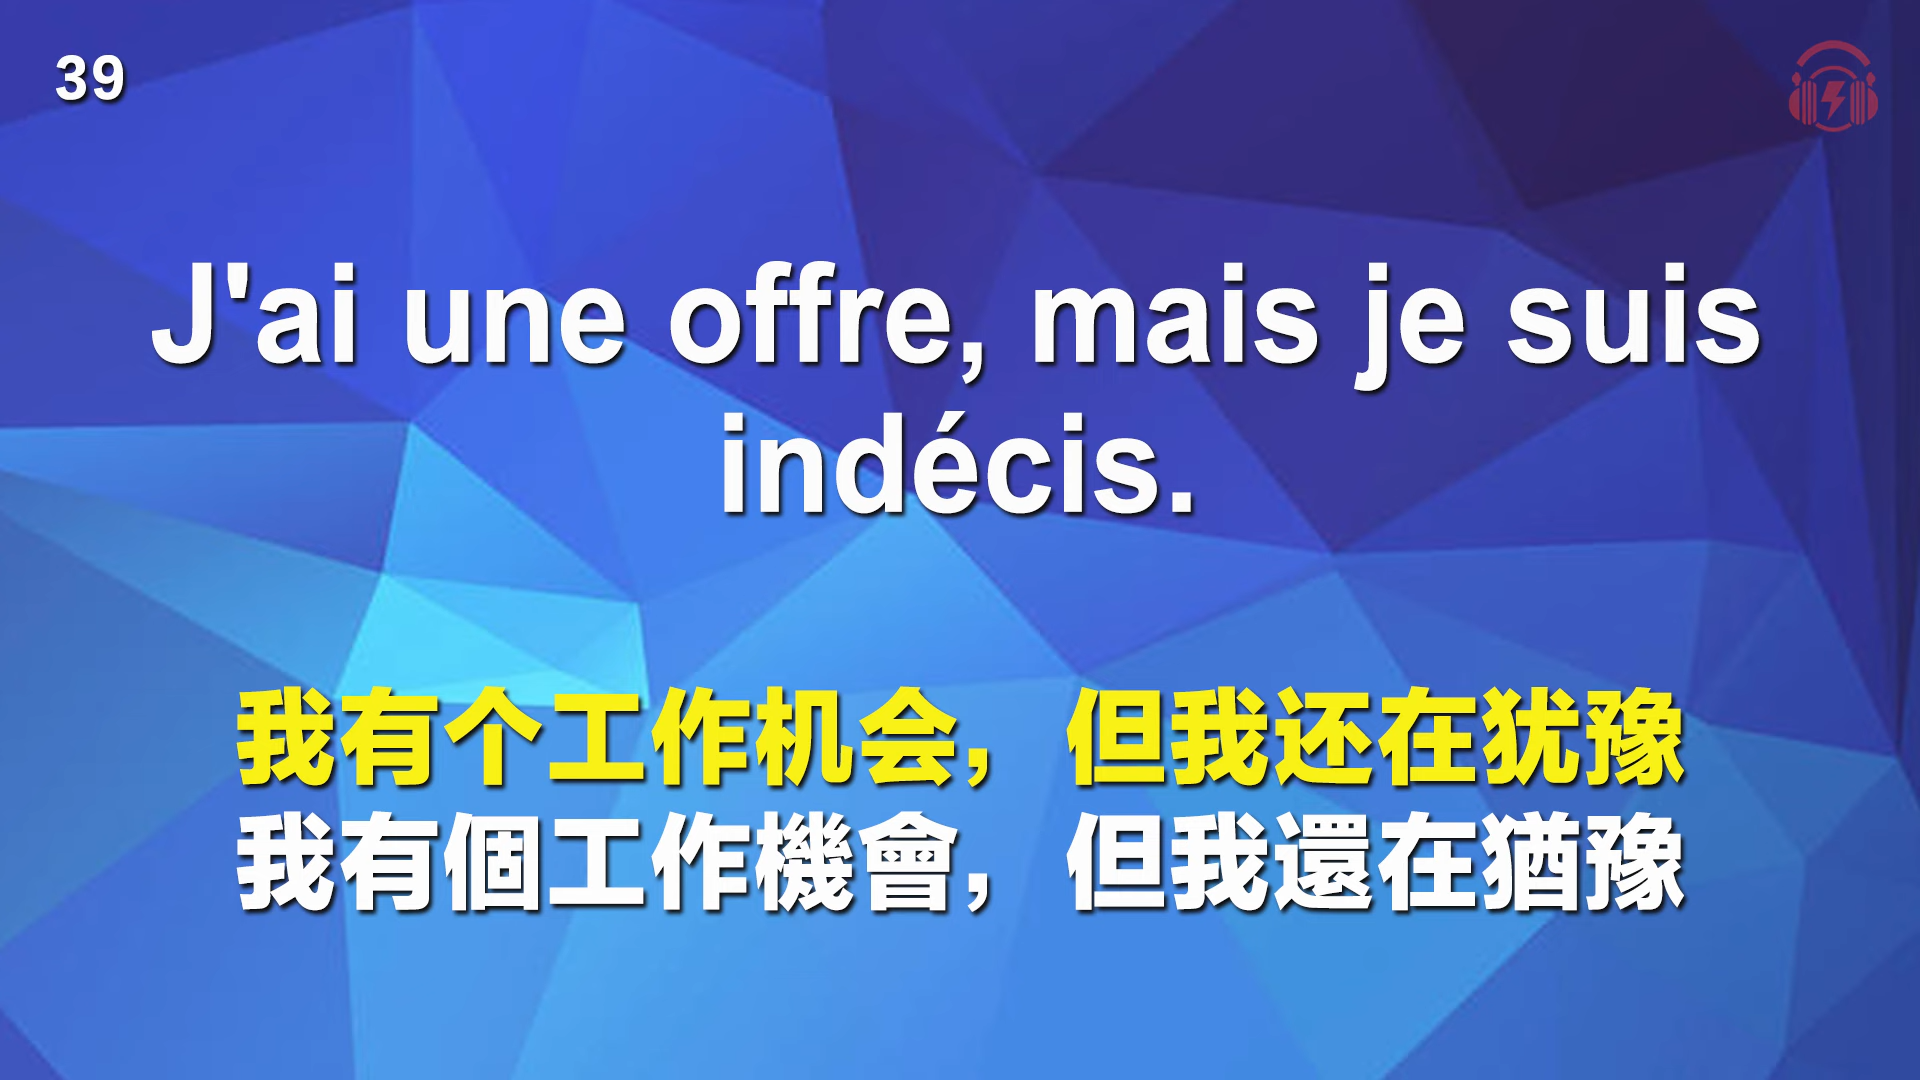 39
J'ai une offre, mais je suis
indécis.
我有个工作机会，但我还在犹豫
我有個工作機會，但我還在猶豫